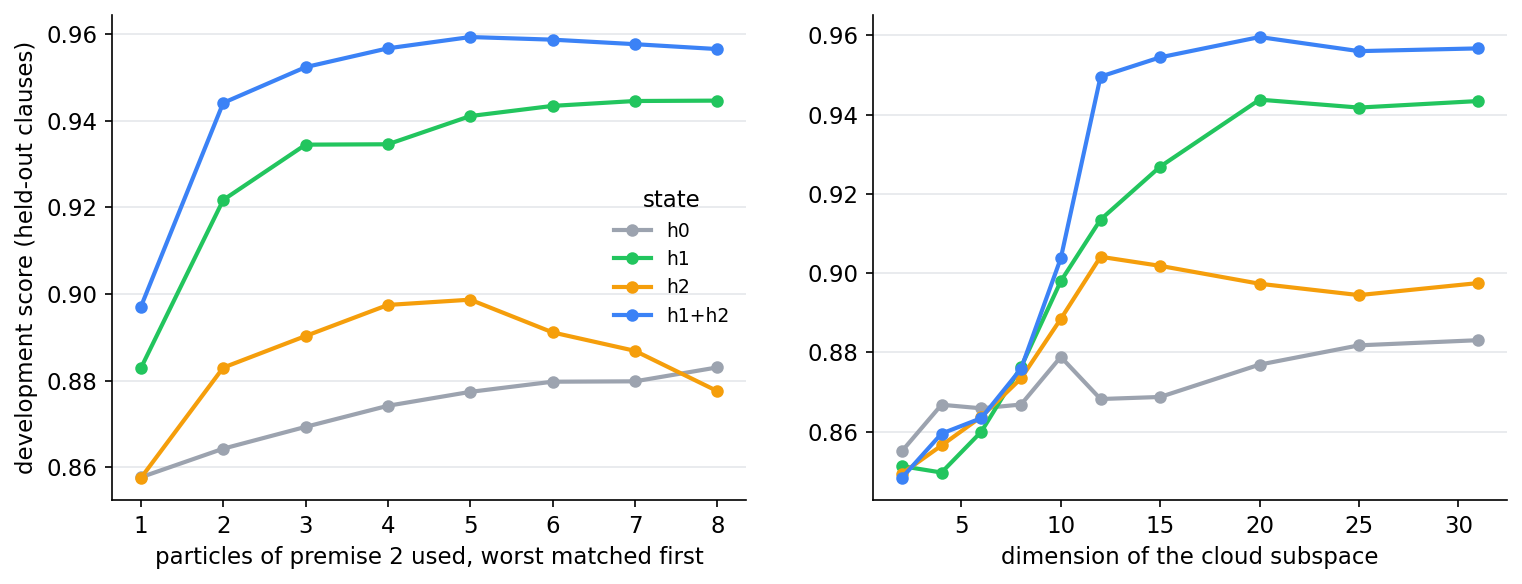 development score (held-out clauses)
0.96
0.94
0.92
0.90
0.88
0.86
state
h0
h1
h2
h1+h2
1 2 3 4 5 6 7 8
particles of premise 2 used, worst matched first
0.96
0.94
0.92
0.90
0.88
0.86
5 10 15 20 25 30
dimension of the cloud subspace